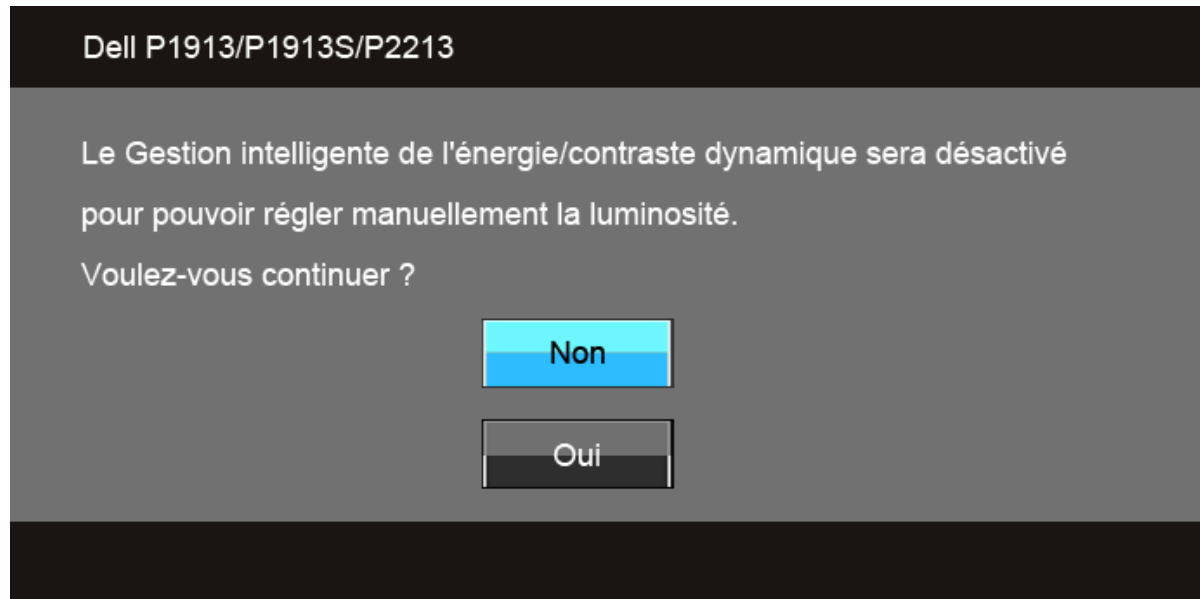 Dell P1913/P1913S/P2213
Le Gestion intelligente de l'énergie/contraste dynamique sera désactivé
pour pouvoir régler manuellement la luminosité.
Voulez-vous continuer ?
Non
Oui